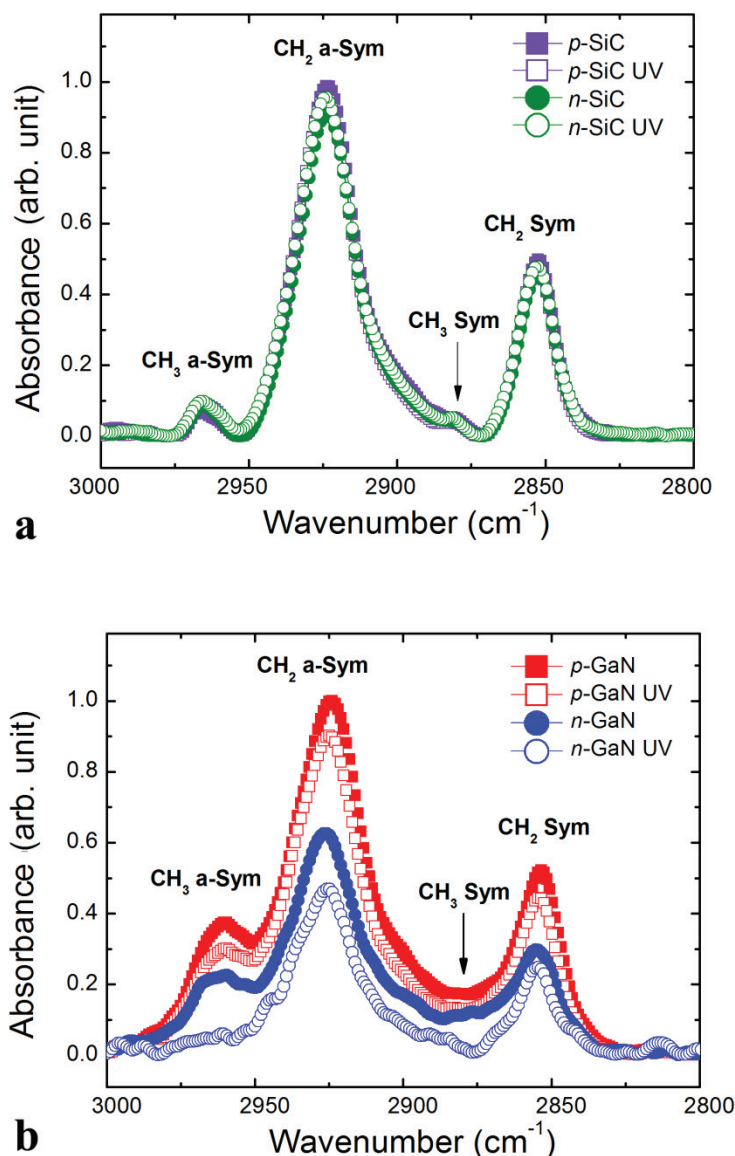 CH₂ a-Sym
p-SiC
p-SiC UV
n-SiC
n-SiC UV
CH₂ Sym
CH₃ Sym
CH₃ a-Sym
Absorbance (arb. unit)
1.0
0.8
0.6
0.4
0.2
0.0
3000 2950 2900 2850 2800
Wavenumber (cm⁻¹)
a
CH₂ a-Sym
p-GaN
p-GaN UV
n-GaN
n-GaN UV
CH₂ Sym
CH₃ a-Sym
CH₃ Sym
Absorbance (arb. unit)
1.0
0.8
0.6
0.4
0.2
0.0
3000 2950 2900 2850 2800
Wavenumber (cm⁻¹)
b